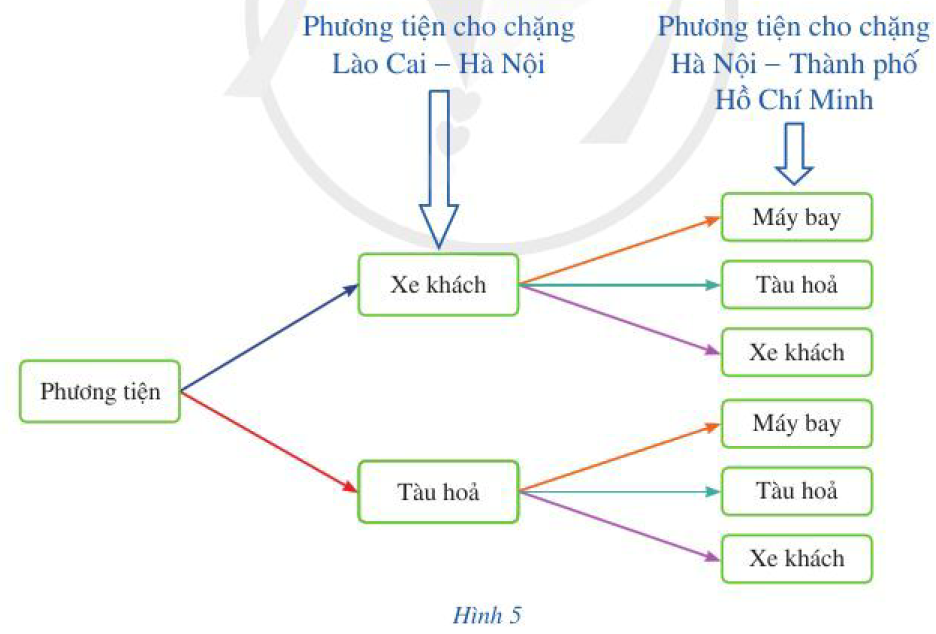 Phương tiện cho chặng
Lào Cai – Hà Nội
Phương tiện cho chặng
Hà Nội – Thành phố
Hồ Chí Minh
Máy bay
Xe khách
Tàu hoả
Xe khách
Phương tiện
Máy bay
Tàu hoả
Tàu hoả
Xe khách
Hình 5